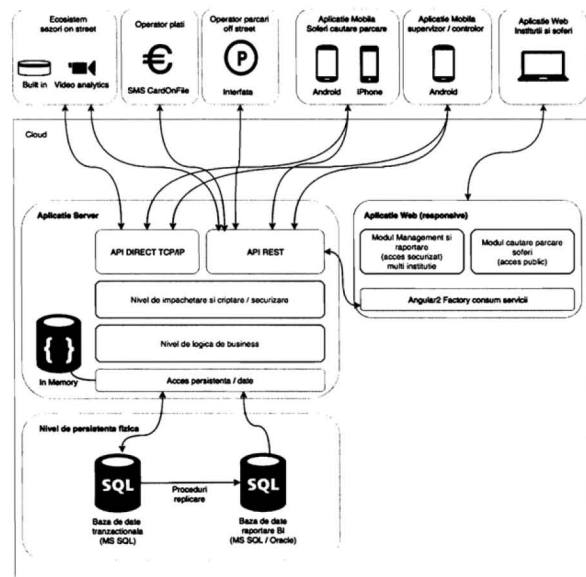 Ecosistem
sezori on street
Built in
Video analytics
Operator plati
SMS CardOnFile
Operator parcari
off street
P
Interfata
Aplicatie Mobila
Soferi cautare parcare
Android
iPhone
Aplicatie Mobila
supervizor / controlor
Android
Aplicatie Web
Institutii si soferi
Cloud
Aplicatie Server
API DIRECT TCP/IP
API REST
Nivel de impachetare si criptare / securizare
Nivel de logica de business
{ }
In Memory
Acces persistenta / date
Aplicatie Web (responsive)
Modul Management si
raportare
(acces securizat)
multi institutie
Modul cautare parcare
soferi
(acces public)
Angular2 Factory consum servicii
Nivel de persistenta fizica
SQL
Baza de date
tranzactionala
(MS SQL)
Proceduri
replicare
SQL
Baza de date
raportare BI
(MS SQL / Oracle)